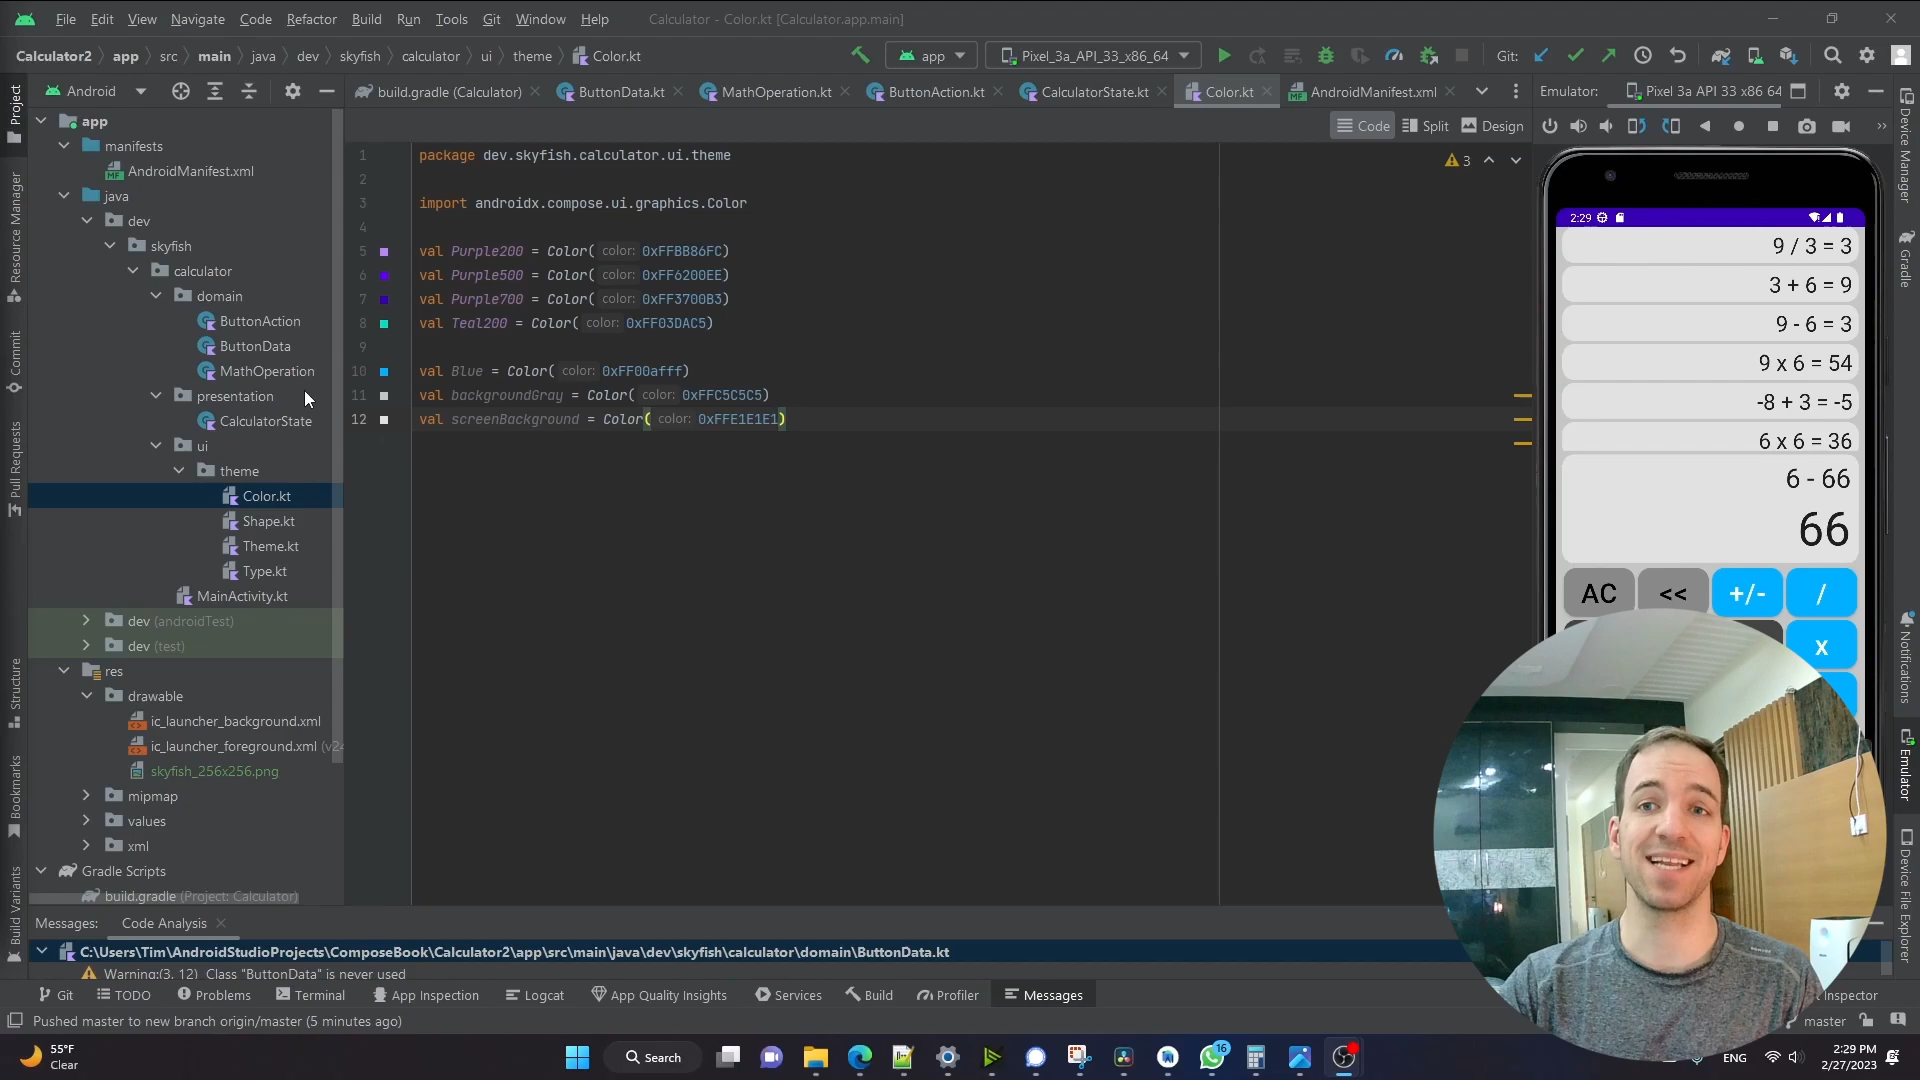 File Edit View Navigate Code Refactor Build Run Tools Git Window Help Calculator - Color.kt [Calculator.app.main]
Calculator2 app src main java dev skyfish calculator ui theme Color.kt app Pixel_3a_API_33_x86_64 Git:
Android build.gradle (Calculator) ButtonData.kt MathOperation.kt ButtonAction.kt CalculatorState.kt Color.kt AndroidManifest.xml Emulator: Pixel 3a API 33 x86 64
Code Split Design
Project
Resource Manager
Commit
Pull Requests
Structure
Bookmarks
Build Variants
app
manifests
AndroidManifest.xml
java
dev
skyfish
calculator
domain
ButtonAction
ButtonData
MathOperation
presentation
CalculatorState
ui
theme
Color.kt
Shape.kt
Theme.kt
Type.kt
MainActivity.kt
dev (androidTest)
dev (test)
res
drawable
ic_launcher_background.xml
ic_launcher_foreground.xml (v24
skyfish_256x256.png
mipmap
values
xml
Gradle Scripts
build.gradle (Project: Calculator)
1 package dev.skyfish.calculator.ui.theme
2
3 import androidx.compose.ui.graphics.Color
4
5 val Purple200 = Color( color: 0xFFBB86FC)
6 val Purple500 = Color( color: 0xFF6200EE)
7 val Purple700 = Color( color: 0xFF3700B3)
8 val Teal200 = Color( color: 0xFF03DAC5)
9
10 val Blue = Color( color: 0xFF00afff)
11 val backgroundGray = Color( color: 0xFFC5C5C5)
12 val screenBackground = Color( color: 0xFFE1E1E1)
3
2:29
9 / 3 = 3
3 + 6 = 9
9 - 6 = 3
9 x 6 = 54
-8 + 3 = -5
6 x 6 = 36
6 - 66
66
AC << +/- /
x
Device Manager
Gradle
Notifications
Emulator
Device File Explorer
Messages: Code Analysis
C:\Users\Tim\AndroidStudioProjects\ComposeBook\Calculator2\app\src\main\java\dev\skyfish\calculator\domain\ButtonData.kt
Warning:(3, 12) Class "ButtonData" is never used
Git TODO Problems Terminal App Inspection Logcat App Quality Insights Services Build Profiler Messages Inspector
Pushed master to new branch origin/master (5 minutes ago) master
55°F
Clear
Search
16
ENG
2:29 PM
2/27/2023